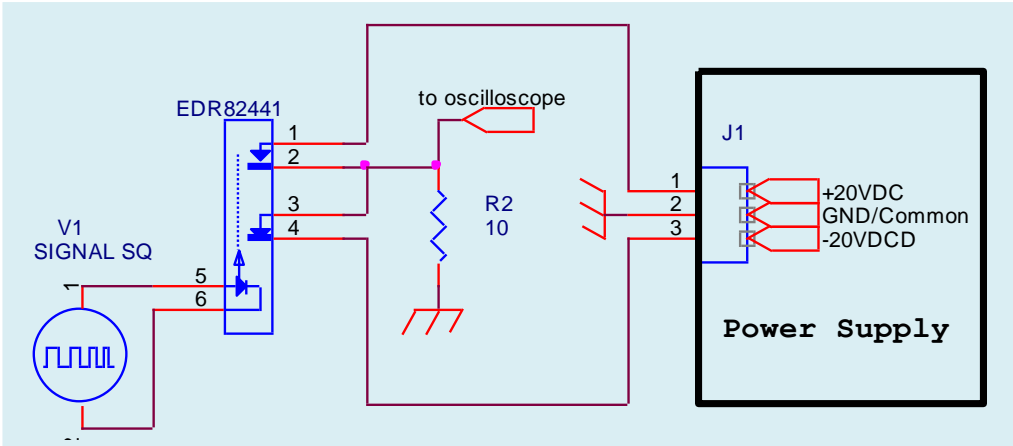 to oscilloscope
EDR82441
1
2
3
4
5
6
V1
SIGNAL SQ
1
R2
10
J1
1
2
3
+20VDC
GND/Common
-20VDCD
Power Supply